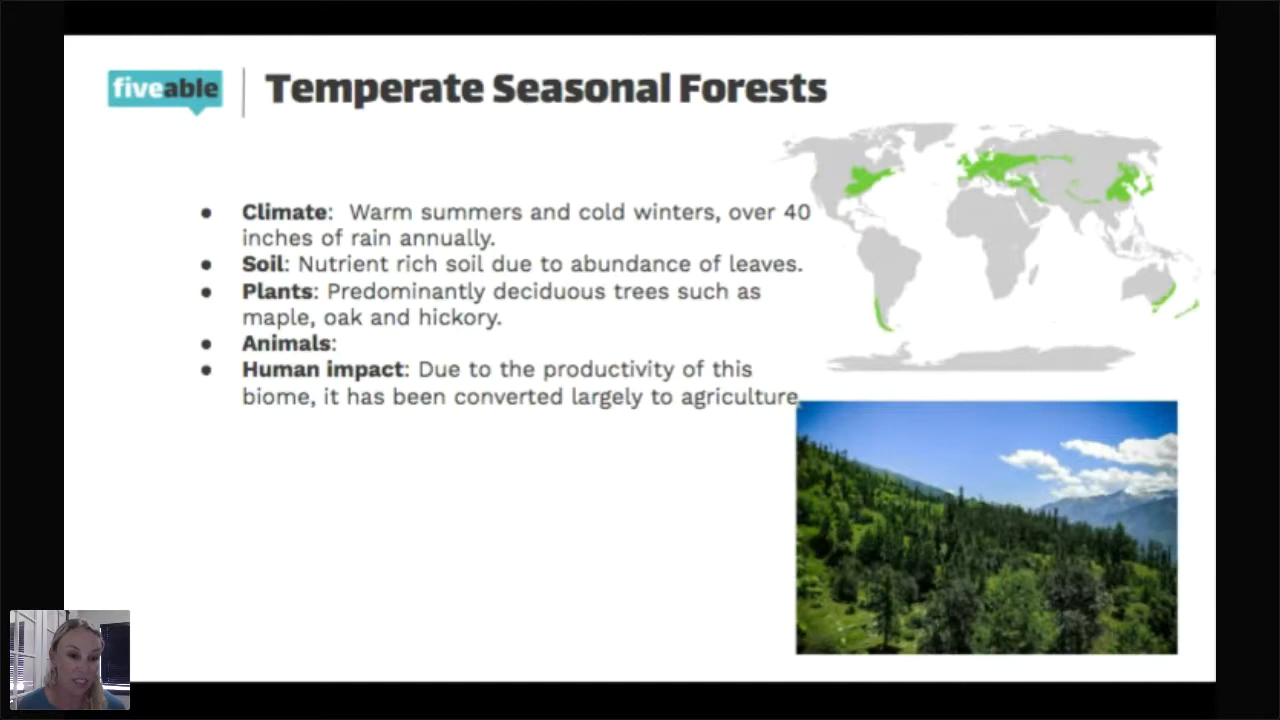 fiveable
Temperate Seasonal Forests
● Climate: Warm summers and cold winters, over 40
inches of rain annually.
● Soil: Nutrient rich soil due to abundance of leaves.
● Plants: Predominantly deciduous trees such as
maple, oak and hickory.
● Animals:
● Human impact: Due to the productivity of this
biome, it has been converted largely to agriculture.